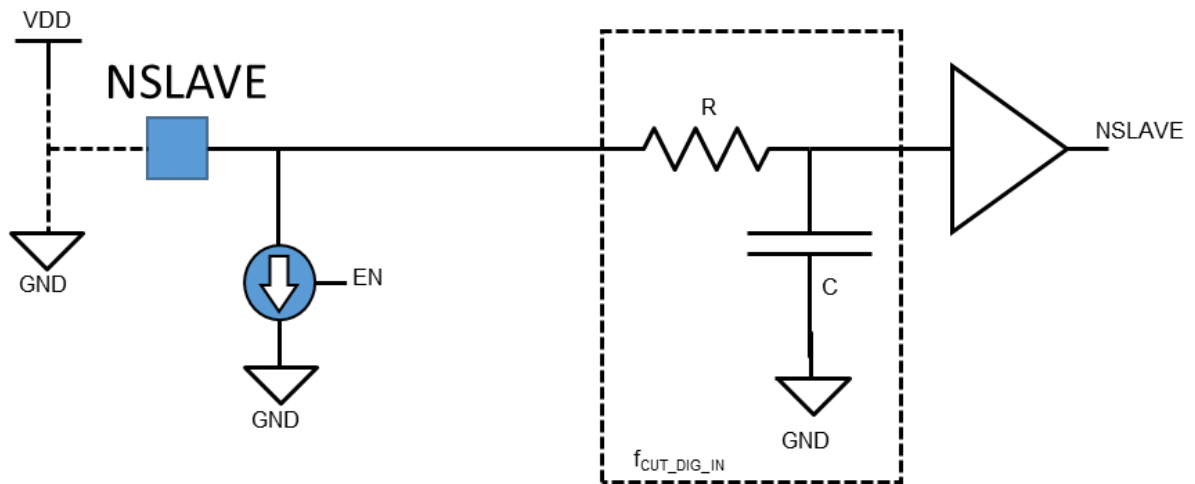 VDD
NSLAVE
R
NSLAVE
GND
EN
C
GND
GND
fCUT_DIG_IN